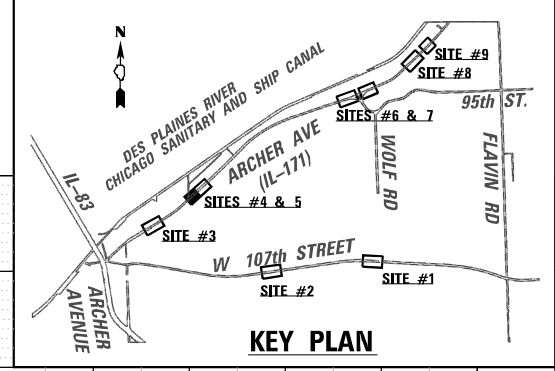 N
DES PLAINES RIVER
CHICAGO SANITARY AND SHIP CANAL
SITE #9
SITE #8
95th ST.
SITES #6 & 7
ARCHER AVE
(IL-171)
WOLF RD
FLAVIN RD
IL-83
SITES #4 & 5
SITE #3
W 107th STREET
SITE #1
SITE #2
ARCHER
AVENUE
KEY PLAN